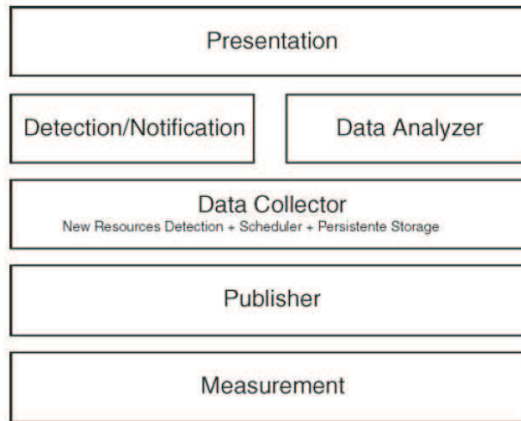 Presentation
Detection/Notification
Data Analyzer
Data Collector
New Resources Detection + Scheduler + Persistente Storage
Publisher
Measurement